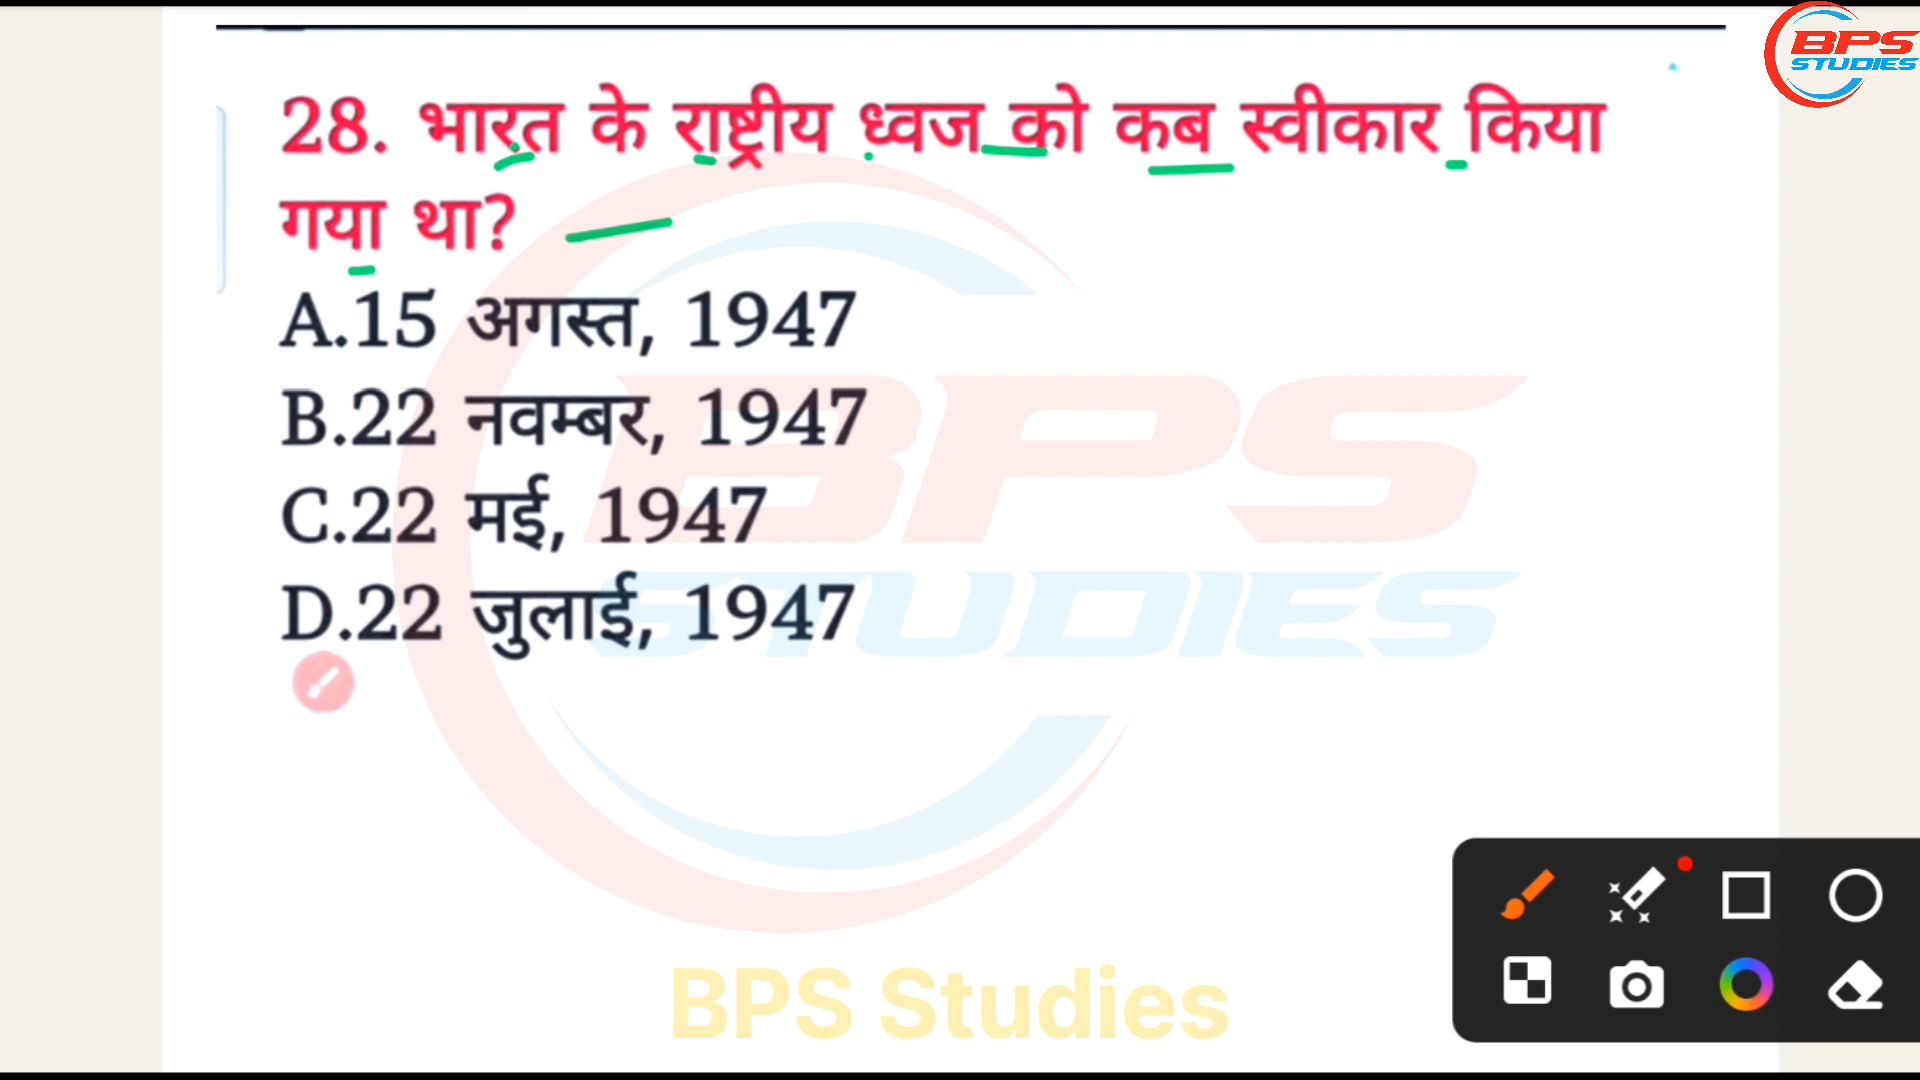 BPS
STUDIES
28. भारत के राष्ट्रीय ध्वज को कब स्वीकार किया
गया था?
A.15 अगस्त, 1947
B.22 नवम्बर, 1947
C.22 मई, 1947
D.22 जुलाई, 1947
BPS
STUDIES
BPS Studies